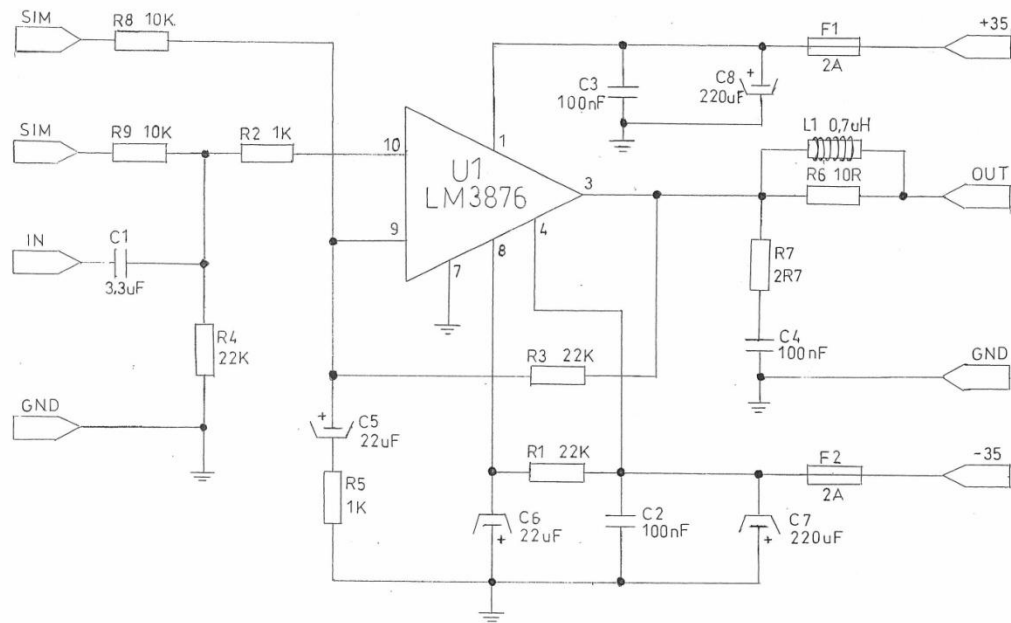 SIM
R8 10K
F1
+35
2A
C3
100nF
+
C8
220uF
L1 0,7uH
SIM
R9 10K
R2 1K
10
1
U1
LM3876
3
R6 10R
OUT
9
8
4
7
IN
C1
3,3uF
R7
2R7
R4
22K
C4
100nF
R3 22K
GND
GND
+
C5
22uF
R1 22K
F2
-35
2A
R5
1K
C6
22uF
+
C2
100nF
C7
220uF
+